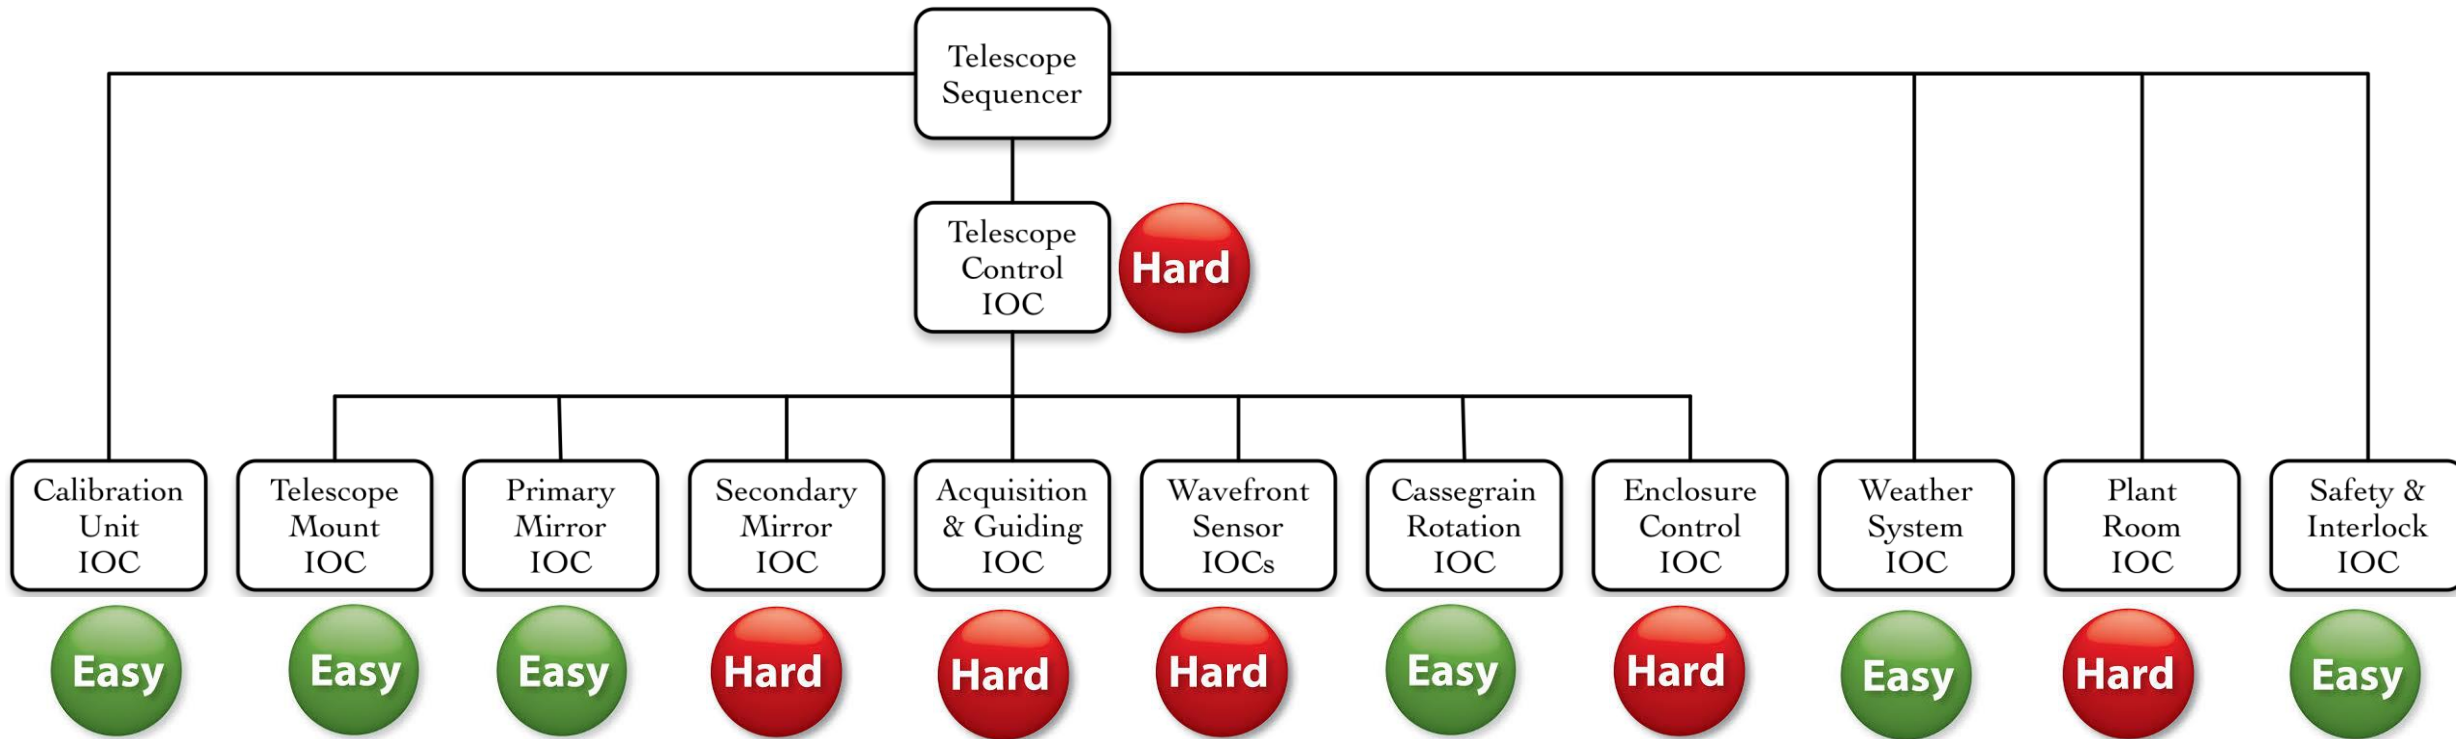 Telescope
Sequencer
Telescope
Control
IOC
Hard
Calibration
Unit
IOC
Telescope
Mount
IOC
Primary
Mirror
IOC
Secondary
Mirror
IOC
Acquisition
& Guiding
IOC
Wavefront
Sensor
IOCs
Cassegrain
Rotation
IOC
Enclosure
Control
IOC
Weather
System
IOC
Plant
Room
IOC
Safety &
Interlock
IOC
Easy
Easy
Easy
Hard
Hard
Hard
Easy
Hard
Easy
Hard
Easy